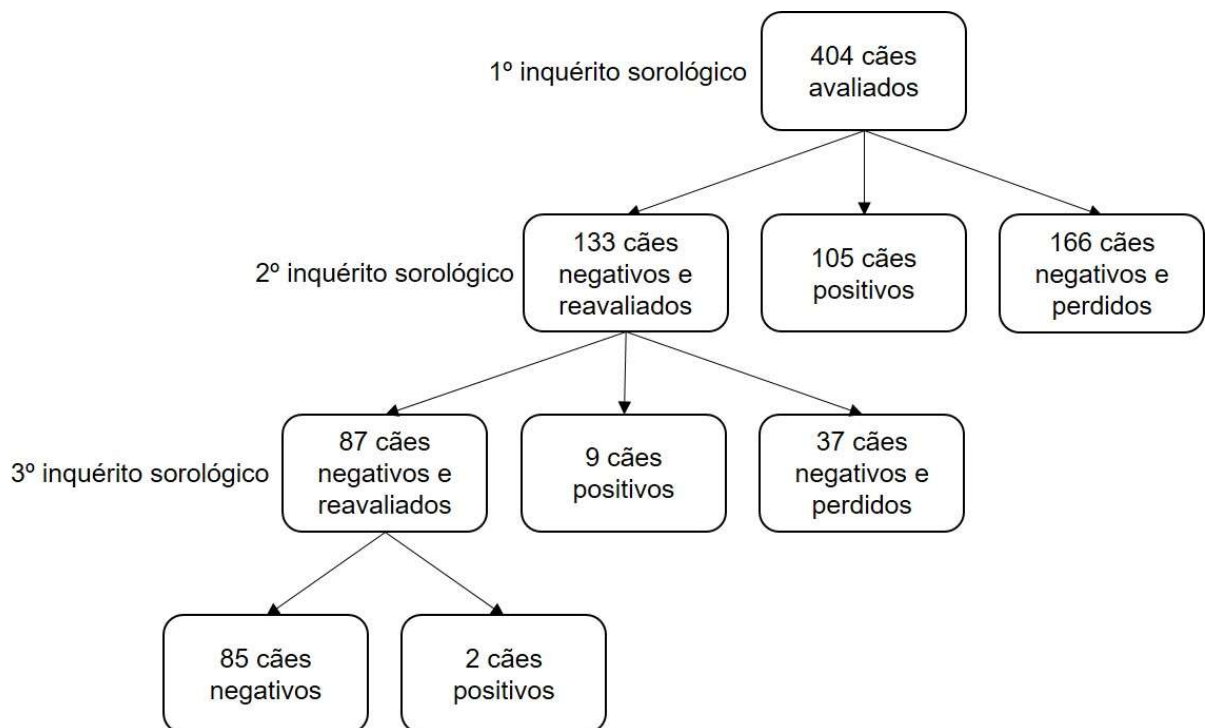 404 cães
avaliados
1º inquérito sorológico
133 cães
negativos e
reavaliados
105 cães
positivos
166 cães
negativos e
perdidos
2º inquérito sorológico
87 cães
negativos e
reavaliados
9 cães
positivos
37 cães
negativos e
perdidos
3º inquérito sorológico
85 cães
negativos
2 cães
positivos